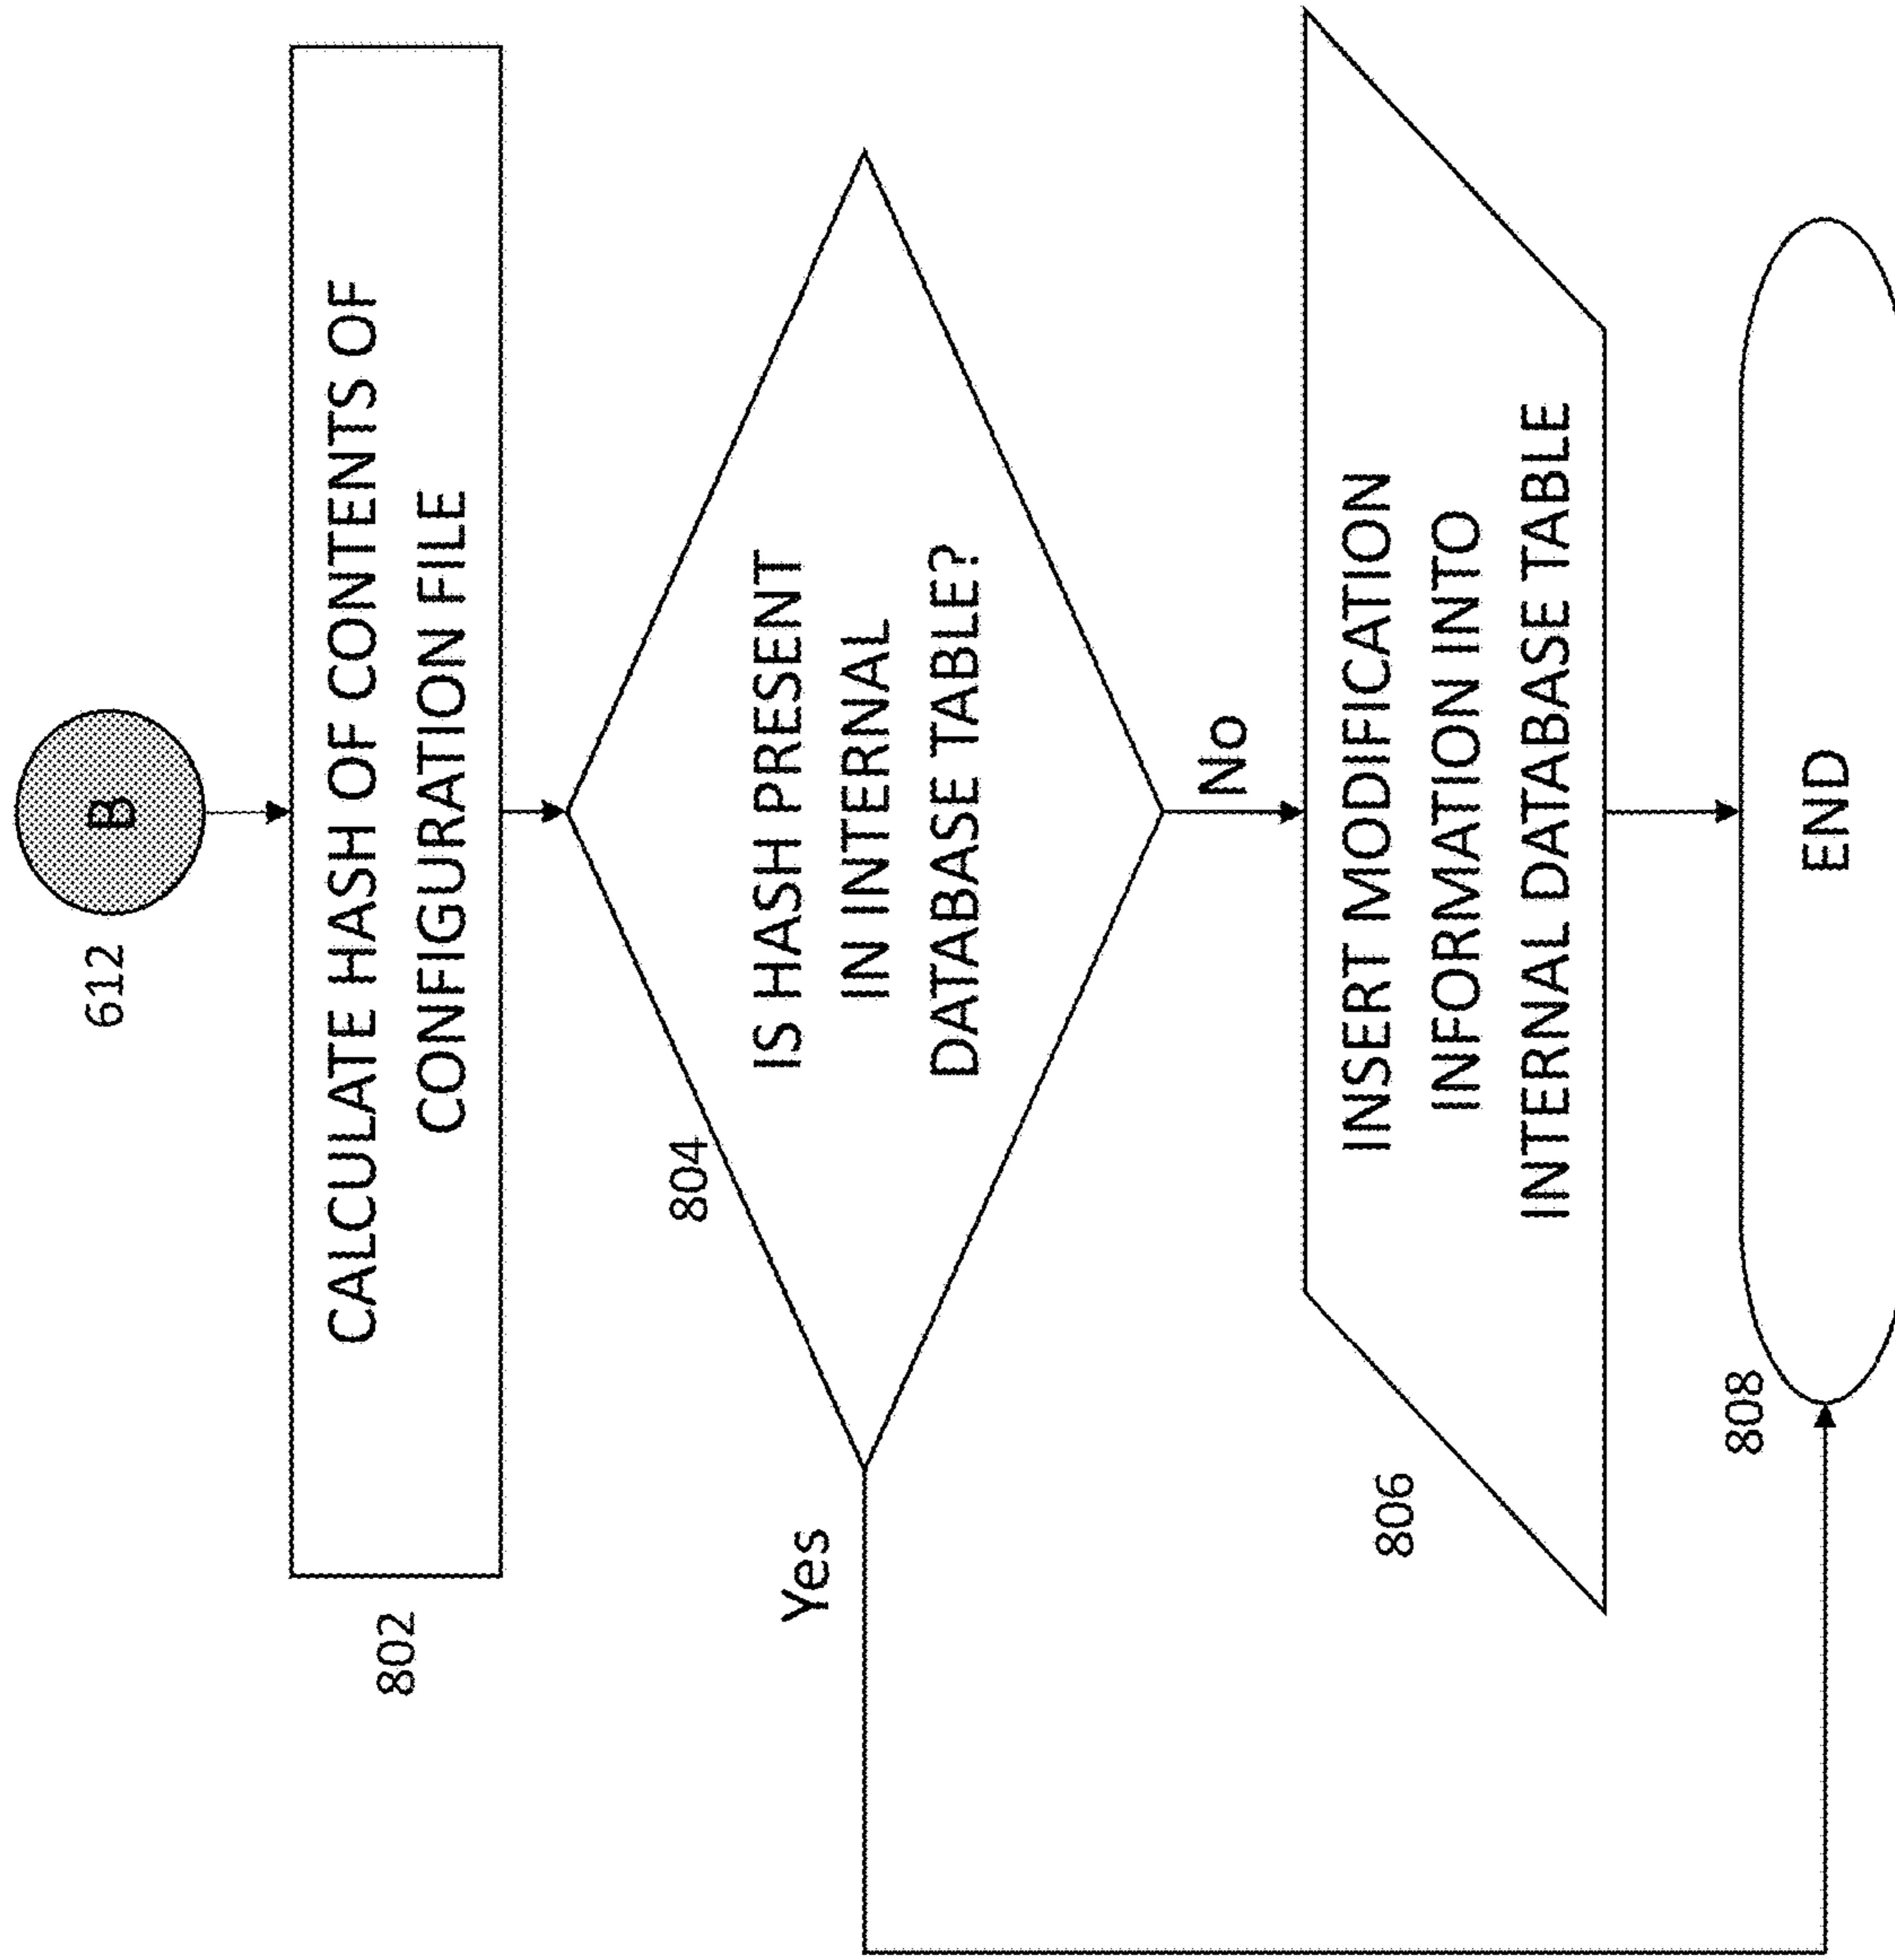 B
612
CALCULATE HASH OF CONTENTS OF
CONFIGURATION FILE
802
IS HASH PRESENT
IN INTERNAL
DATABASE TABLE?
804
Yes
No
INSERT MODIFICATION
INFORMATION INTO
INTERNAL DATABASE TABLE
806
END
808